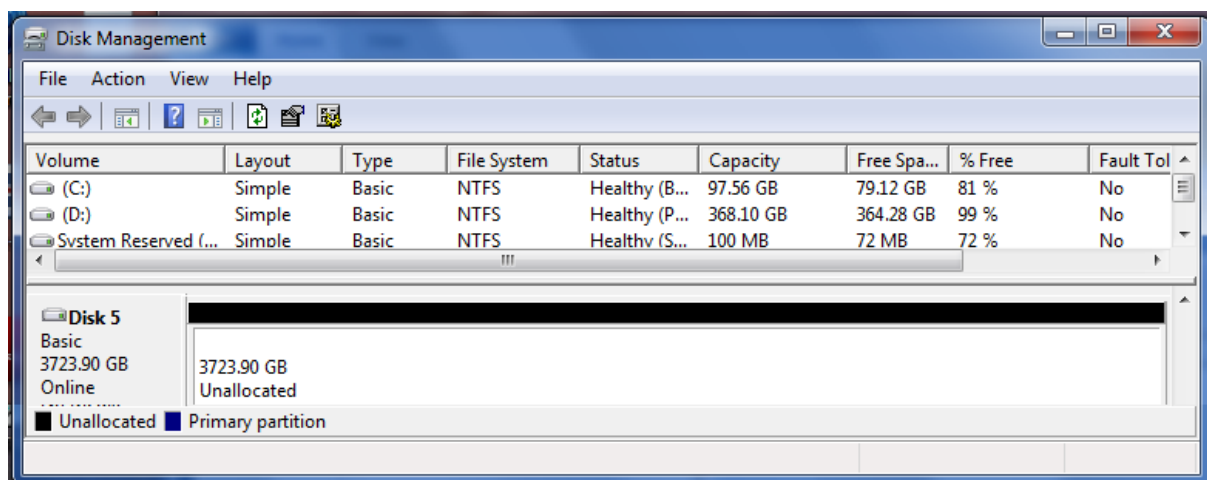 Disk Management
File Action View Help
Volume Layout Type File System Status Capacity Free Spa... % Free Fault Tol
(C:) Simple Basic NTFS Healthy (B... 97.56 GB 79.12 GB 81 % No
(D:) Simple Basic NTFS Healthy (P... 368.10 GB 364.28 GB 99 % No
System Reserved (... Simple Basic NTFS Healthy (S... 100 MB 72 MB 72 % No
Disk 5
Basic
3723.90 GB
Online
3723.90 GB
Unallocated
Unallocated Primary partition